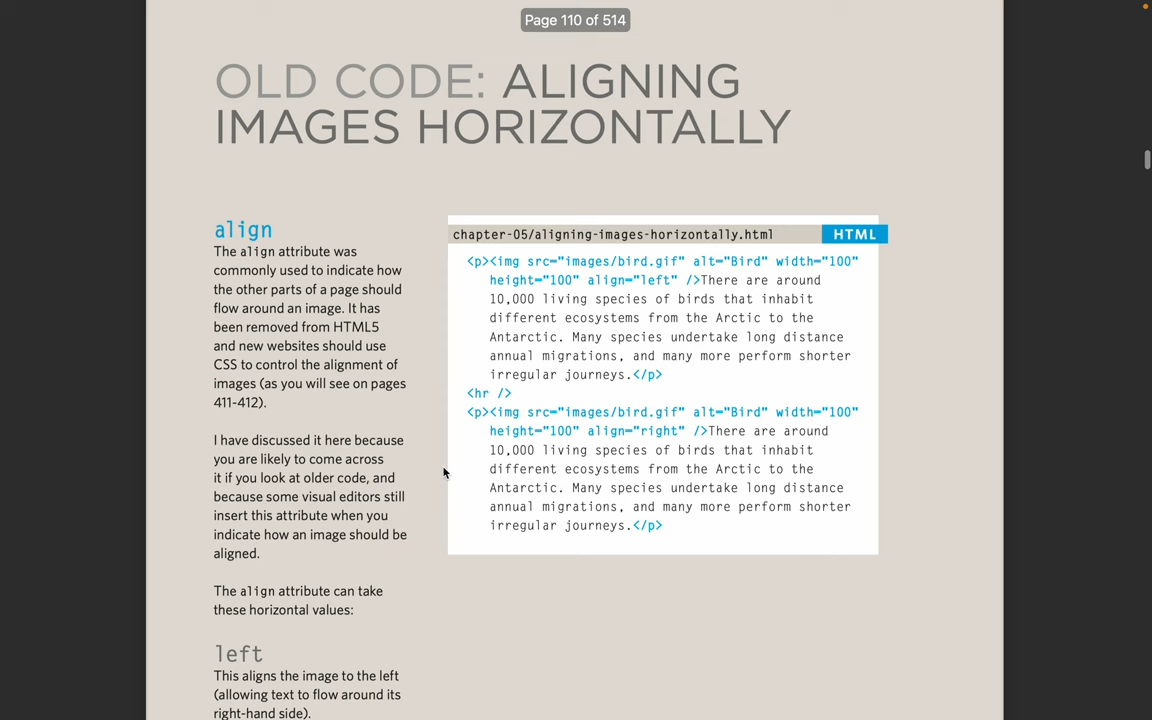 Page 110 of 514
OLD CODE: ALIGNING
IMAGES HORIZONTALLY
align
The align attribute was
commonly used to indicate how
the other parts of a page should
flow around an image. It has
been removed from HTML5
and new websites should use
CSS to control the alignment of
images (as you will see on pages
411-412).
I have discussed it here because
you are likely to come across
it if you look at older code, and
because some visual editors still
insert this attribute when you
indicate how an image should be
aligned.
The align attribute can take
these horizontal values:
left
This aligns the image to the left
(allowing text to flow around its
right-hand side).
chapter-05/aligning-images-horizontally.html HTML
<p><img src="images/bird.gif" alt="Bird" width="100"
height="100" align="left" />There are around
10,000 living species of birds that inhabit
different ecosystems from the Arctic to the
Antarctic. Many species undertake long distance
annual migrations, and many more perform shorter
irregular journeys.</p>
<hr />
<p><img src="images/bird.gif" alt="Bird" width="100"
height="100" align="right" />There are around
10,000 living species of birds that inhabit
different ecosystems from the Arctic to the
Antarctic. Many species undertake long distance
annual migrations, and many more perform shorter
irregular journeys.</p>